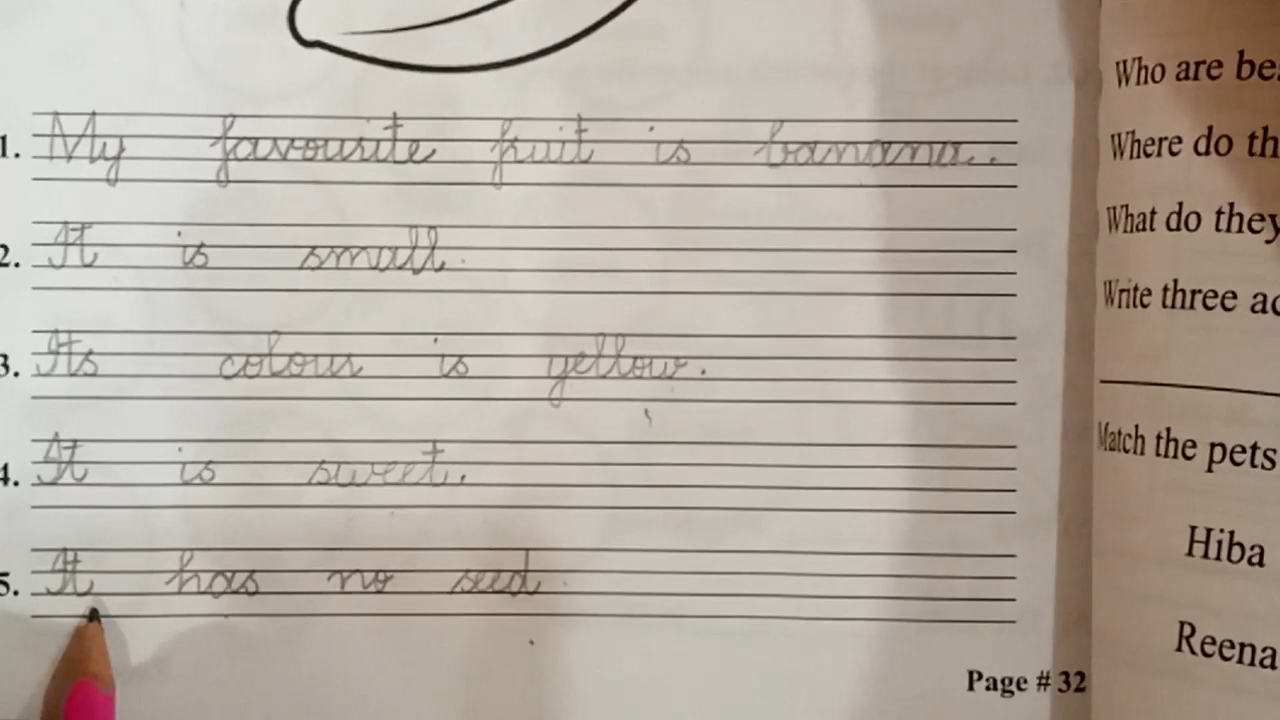 1. My favourite fruit is banana..
2. It is small.
3. Its colour is yellow.
4. It is sweet.
5. It has no seed.
Page # 32
Who are be
Where do th
What do they
Write three ac
Match the pets
Hiba
Reena